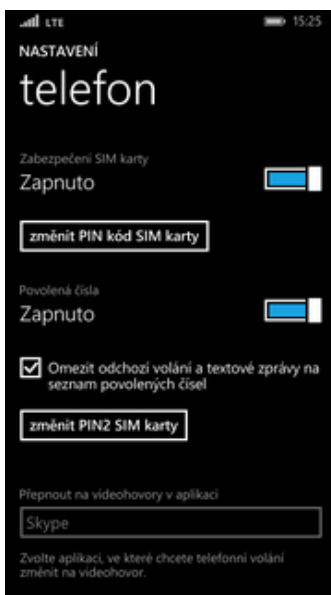 LTE 15:25
NASTAVENÍ
telefon
Zabezpečení SIM karty
Zapnuto
změnit PIN kód SIM karty
Povolená čísla
Zapnuto
Omezit odchozí volání a textové zprávy na
seznam povolených čísel
změnit PIN2 SIM karty
Přepnout na videohovory v aplikaci
Skype
Zvolte aplikaci, ve které chcete telefonní volání
změnit na videohovor.